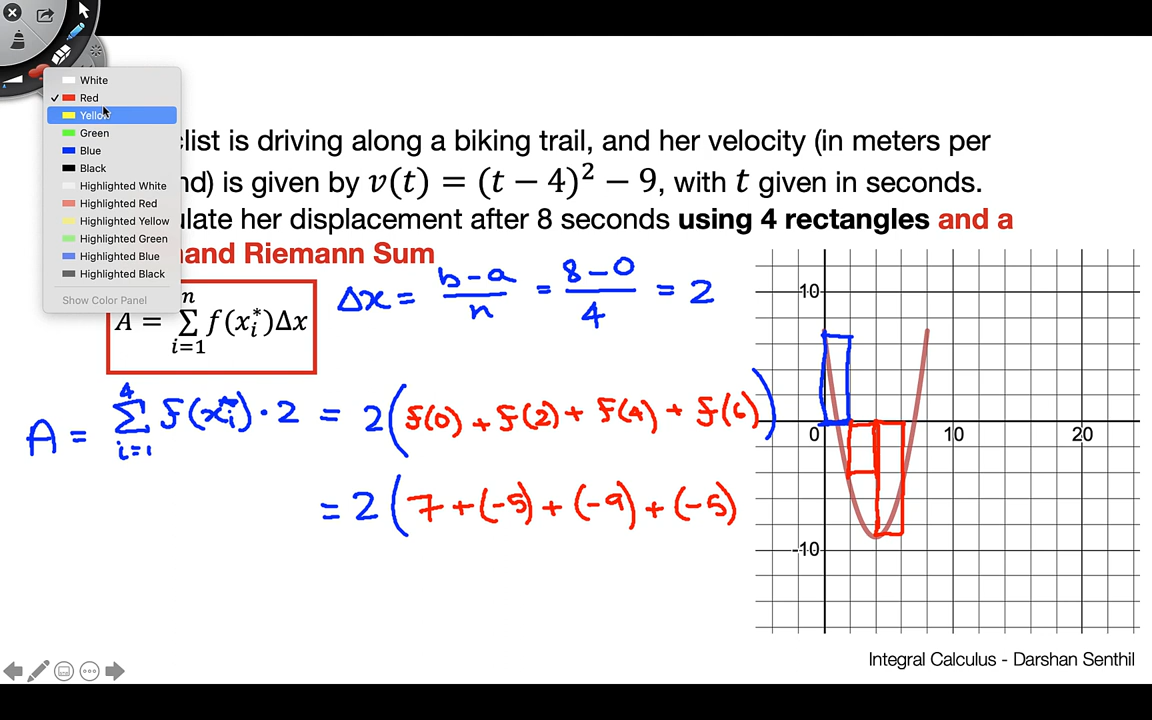 White
✓ Red
Yellow
Green
Blue
Black
Highlighted White
Highlighted Red
Highlighted Yellow
Highlighted Green
Highlighted Blue
Highlighted Black
Show Color Panel
clist is driving along a biking trail, and her velocity (in meters per
nd) is given by v(t) = (t − 4)² − 9, with t given in seconds.
ulate her displacement after 8 seconds using 4 rectangles and a
hand Riemann Sum
A = n ∑ i=1 f(xᵢ*)Δx
Δx = b-a / n = 8-0 / 4 = 2
A = 4 ∑ i=1 f(xᵢ*) · 2 = 2(f(0) + f(2) + f(4) + f(6))
= 2(7 + (-5) + (-9) + (-5)
10
0 10 20
-10
Integral Calculus - Darshan Senthil